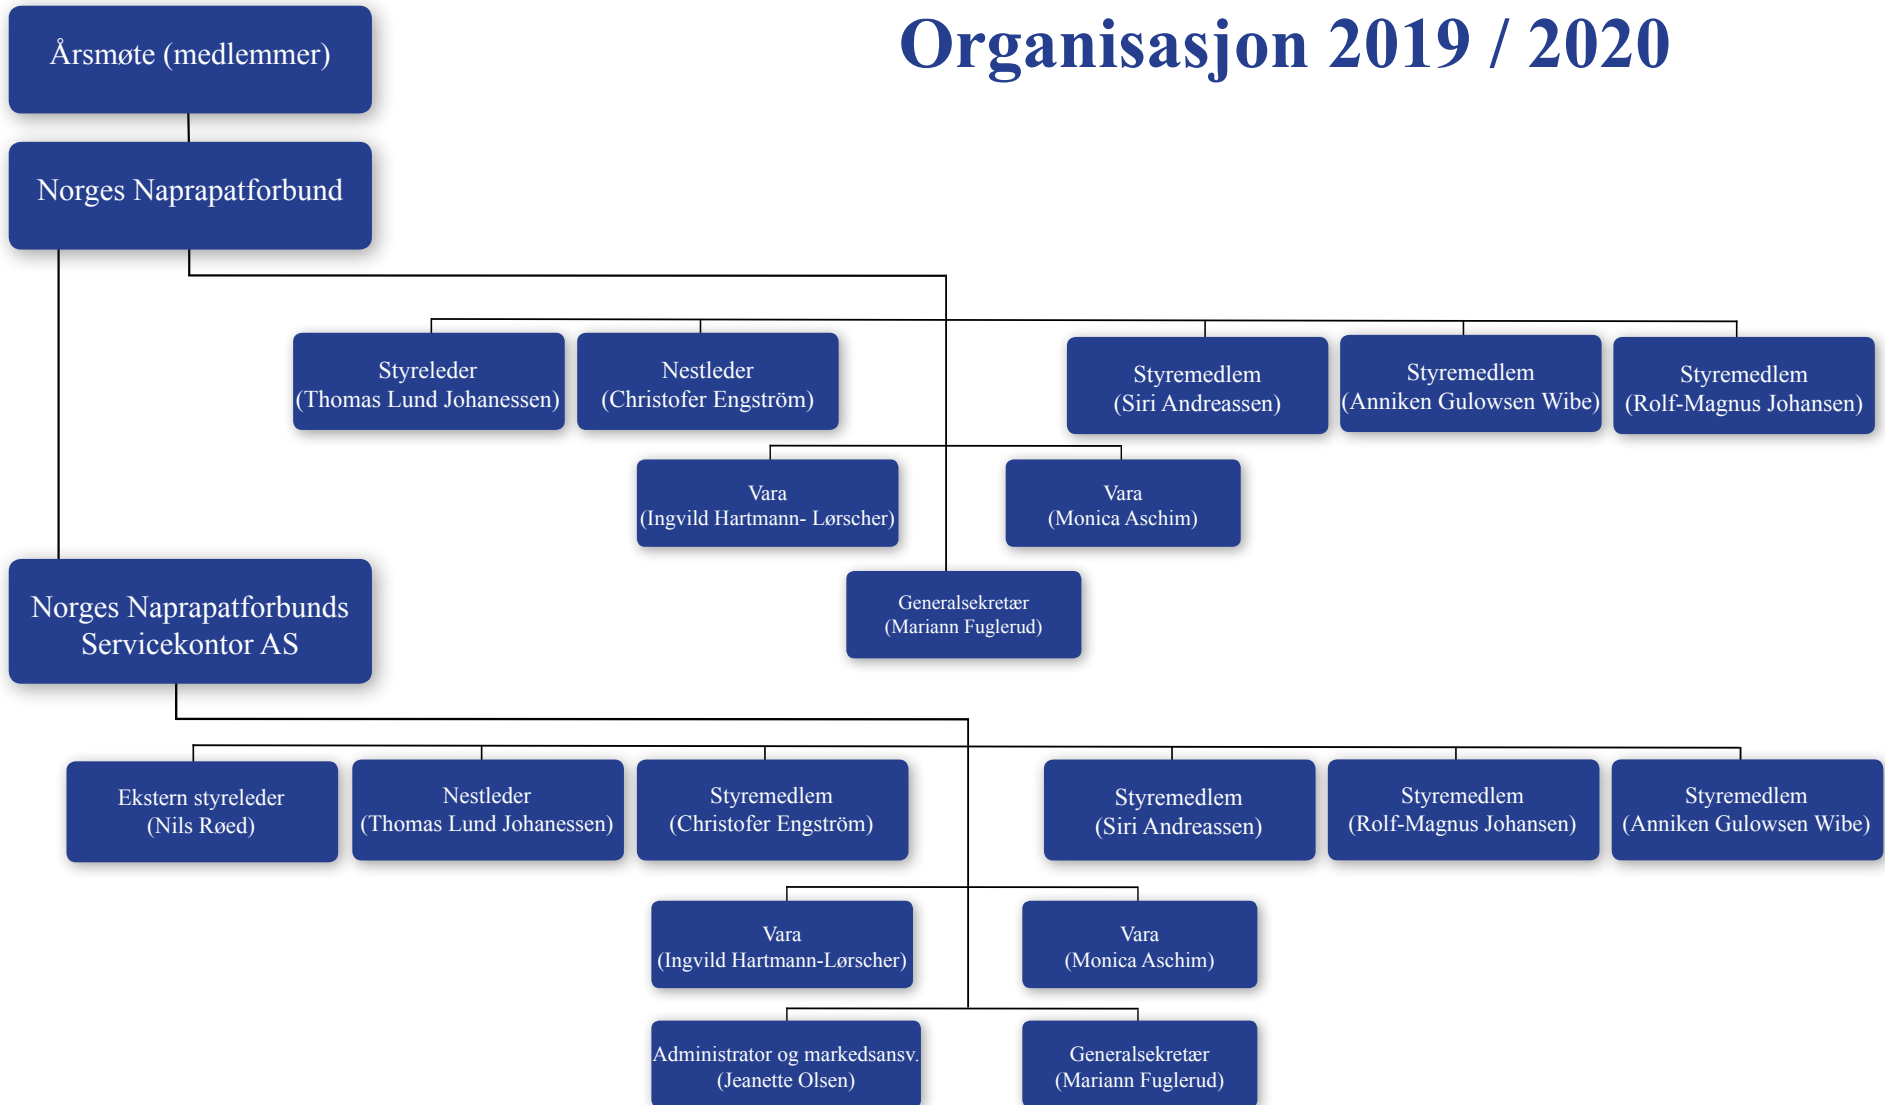 Organisasjon 2019 / 2020
Årsmøte (medlemmer)
Norges Naprapatforbund
Styreleder
(Thomas Lund Johanessen)
Nestleder
(Christofer Engström)
Styremedlem
(Siri Andreassen)
Styremedlem
(Anniken Gulowsen Wibe)
Styremedlem
(Rolf-Magnus Johansen)
Vara
(Ingvild Hartmann- Lørscher)
Vara
(Monica Aschim)
Generalsekretær
(Mariann Fuglerud)
Norges Naprapatforbunds
Servicekontor AS
Ekstern styreleder
(Nils Røed)
Nestleder
(Thomas Lund Johanessen)
Styremedlem
(Christofer Engström)
Styremedlem
(Siri Andreassen)
Styremedlem
(Rolf-Magnus Johansen)
Styremedlem
(Anniken Gulowsen Wibe)
Vara
(Ingvild Hartmann-Lørscher)
Vara
(Monica Aschim)
Administrator og markedsansv.
(Jeanette Olsen)
Generalsekretær
(Mariann Fuglerud)